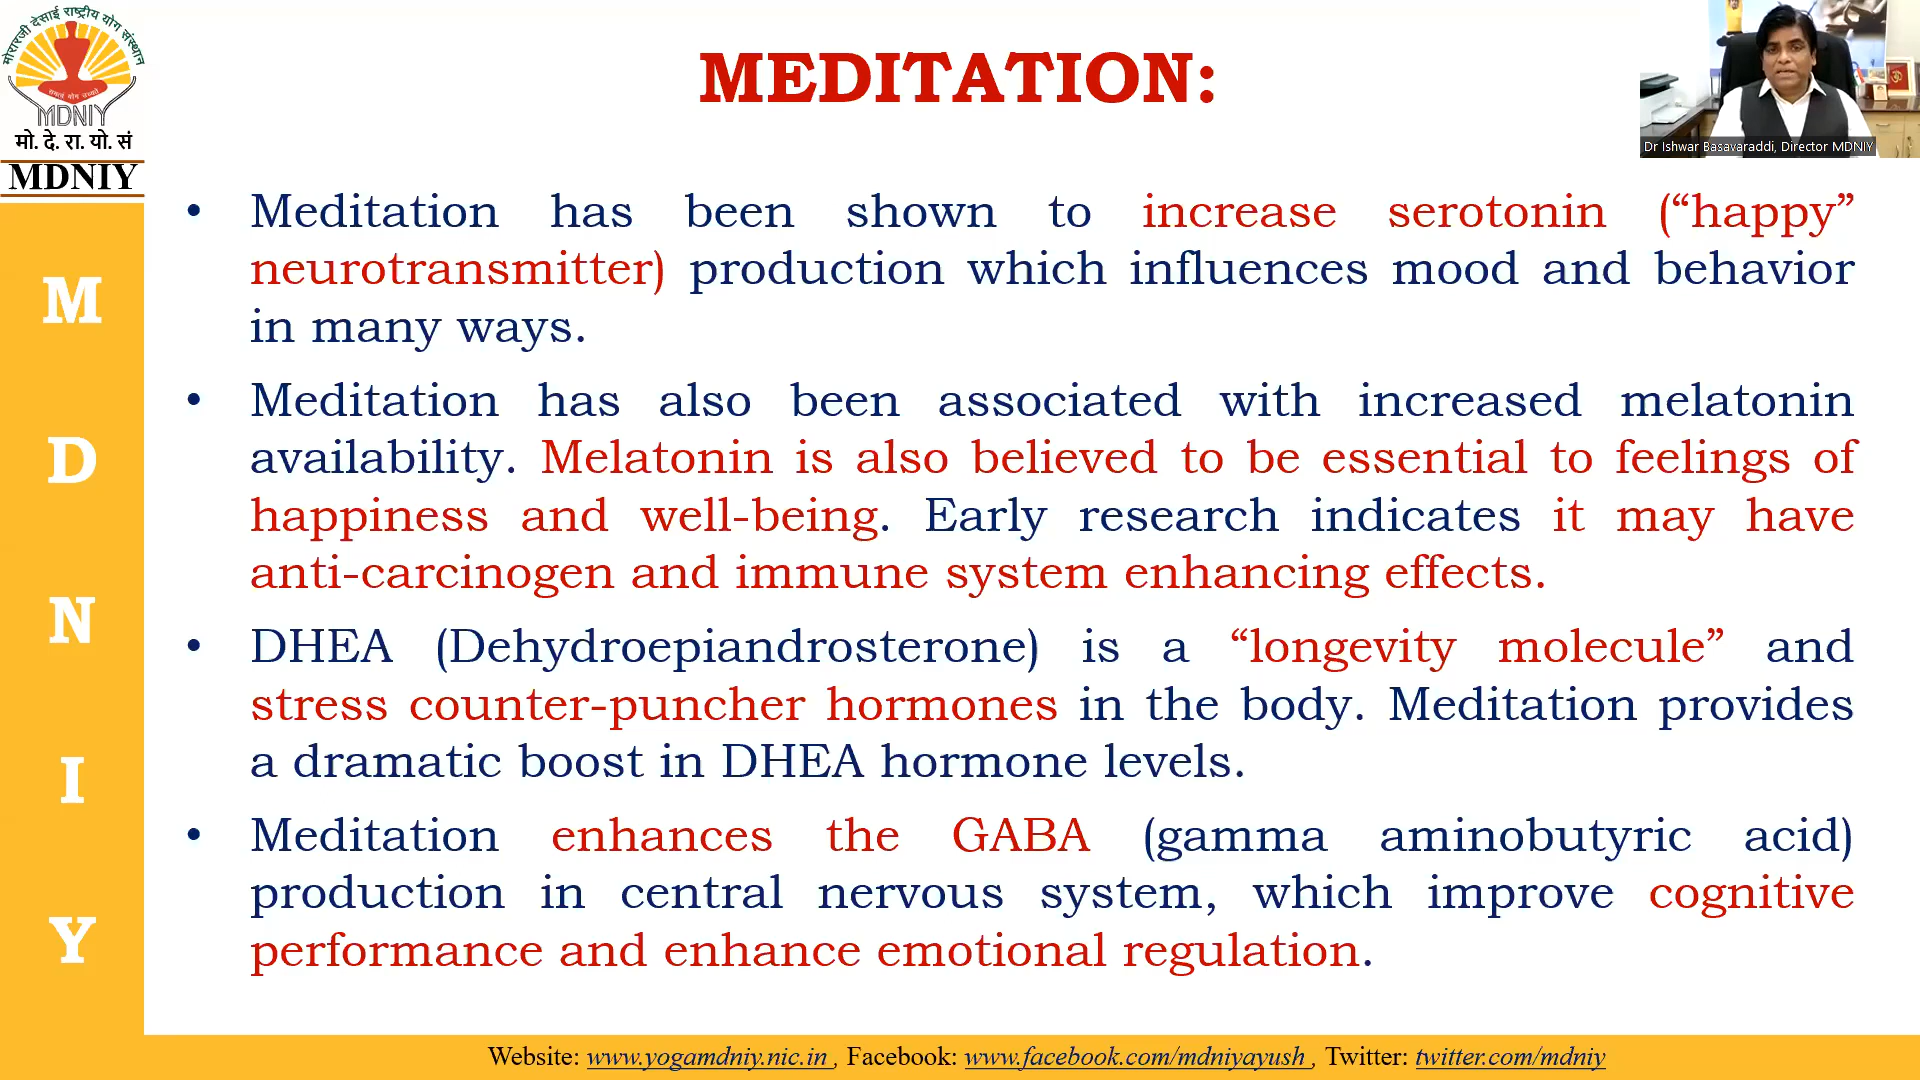 मोरारजी देसाई राष्ट्रीय योग संस्थान
MDNIY
मो. दे. रा. यो. सं
MDNIY
M
D
N
I
Y
MEDITATION:
Dr Ishwar Basavaraddi, Director MDNIY
• Meditation has been shown to increase serotonin (“happy”
neurotransmitter) production which influences mood and behavior
in many ways.
• Meditation has also been associated with increased melatonin
availability. Melatonin is also believed to be essential to feelings of
happiness and well-being. Early research indicates it may have
anti-carcinogen and immune system enhancing effects.
• DHEA (Dehydroepiandrosterone) is a “longevity molecule” and
stress counter-puncher hormones in the body. Meditation provides
a dramatic boost in DHEA hormone levels.
• Meditation enhances the GABA (gamma aminobutyric acid)
production in central nervous system, which improve cognitive
performance and enhance emotional regulation.
Website: www.yogamdniy.nic.in , Facebook: www.facebook.com/mdniyayush , Twitter: twitter.com/mdniy